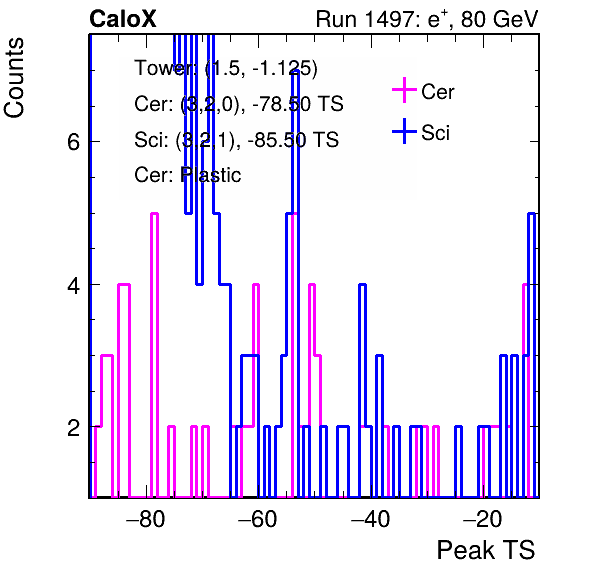 CaloX
Run 1497: e+, 80 GeV
Counts
Tower: (1.5, -1.125)
Cer: (3,2,0), -78.50 TS
Sci: (3,2,1), -85.50 TS
Cer: Plastic
Cer
Sci
6
4
2
−80 −60 −40 −20
Peak TS